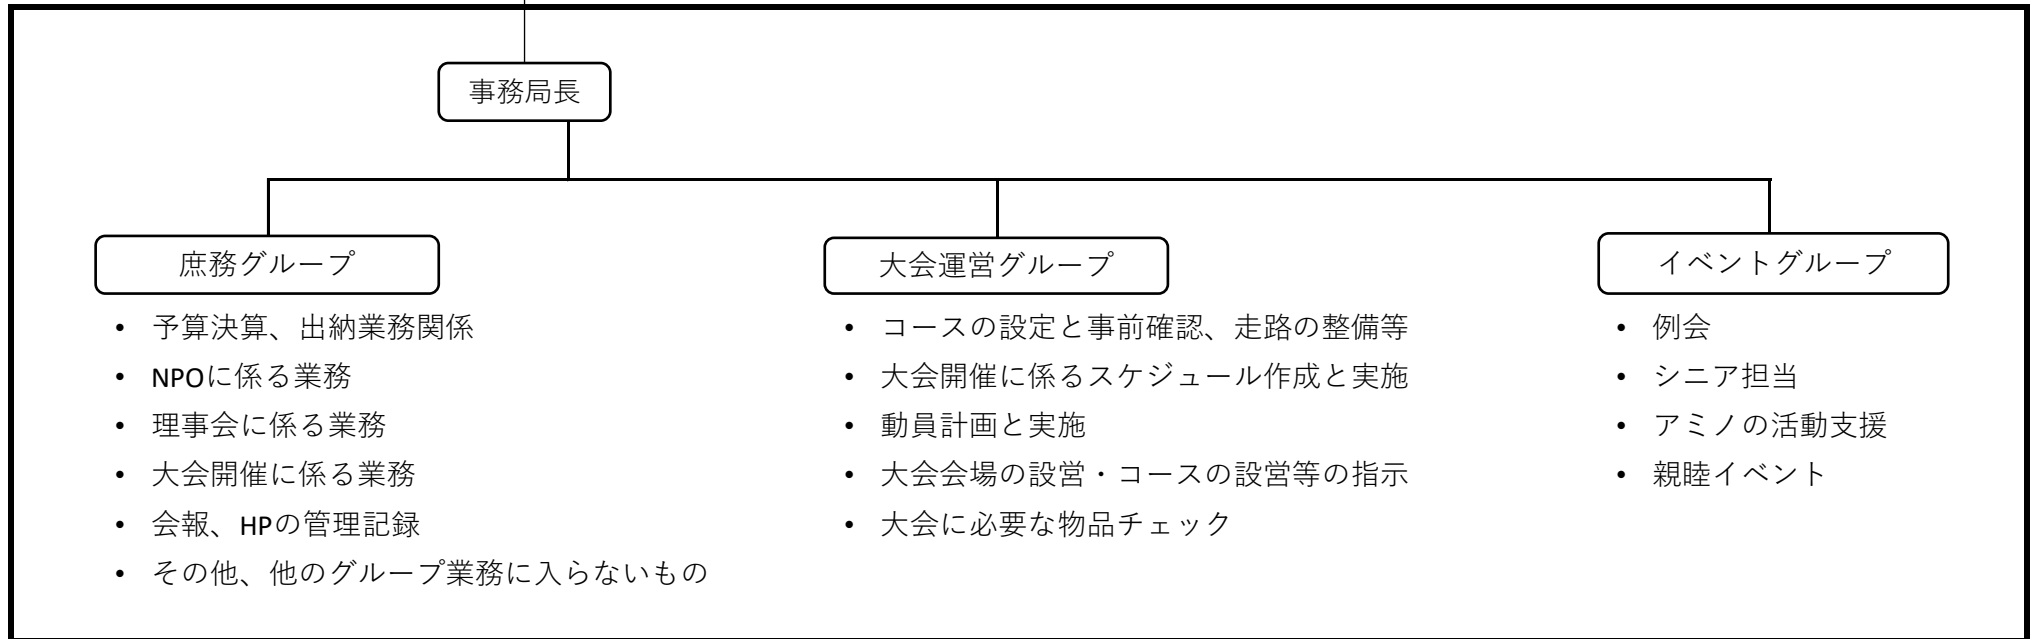 事務局長
庶務グループ
• 予算決算、出納業務関係
• NPOに係る業務
• 理事会に係る業務
• 大会開催に係る業務
• 会報、HPの管理記録
• その他、他のグループ業務に入らないもの
大会運営グループ
• コースの設定と事前確認、走路の整備等
• 大会開催に係るスケジュール作成と実施
• 動員計画と実施
• 大会会場の設営・コースの設営等の指示
• 大会に必要な物品チェック
イベントグループ
• 例会
• シニア担当
• アミノの活動支援
• 親睦イベント